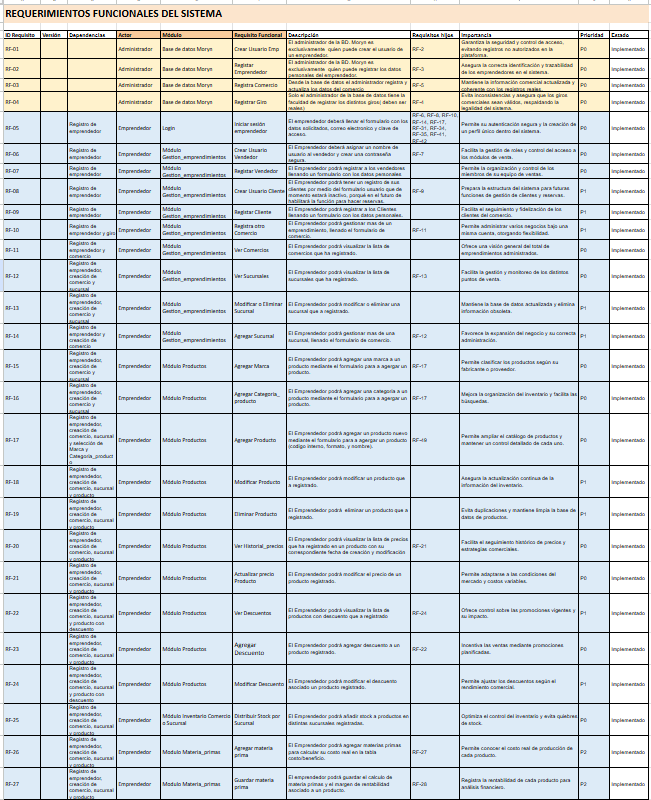 REQUERIMIENTOS FUNCIONALES DEL SISTEMA
ID Requisito Versión Dependencias Actor Módulo Requisito Funcional Descripción Requisitos hijos Importancia Prioridad Estado
RF-01 Administrador Base de datos Moryn Crear Usuario Emp El administrador de la BD. Moryn es exclusivamente quien puede crear al usuario de un emprendedor. RF-2 Garantiza la seguridad y control de acceso, evitando registros no autorizados en la plataforma. P0 Implementado
RF-02 Administrador Base de datos Moryn Registrar Emprendedor El administrador de la BD. Moryn es exclusivamente quien puede registrar los datos personales del emprendedor. RF-3 Asegura la correcta identificación y trazabilidad de los emprendedores en el sistema. P0 Implementado
RF-03 Administrador Base de datos Moryn Registra Comercio Desde la base de datos el administrador registra y actualiza los datos del comercio RF-5 Mantiene la información comercial actualizada y coherente con los registros reales. P0 Implementado
RF-04 Administrador Base de datos Moryn Registrar Giro Solo el administrador de la base de datos tiene la facultad de registrar los distintos giros( deben ser reales) RF-4 Evita inconsistencias y asegura que los giros comerciales sean válidos, respaldando la legalidad del sistema. P0 Implementado
RF-05 Registro de emprendedor Emprendedor Login Iniciar sesión emprendedor El emprendedor deberá llenar el formulario con los datos solicitados, correo electronico y clave de acceso. RF-6, RF-8, RF-10, RF-14, RF-17, RF-31, RF-34, RF-35, RF-41, RF-42 Permite su autenticación segura y la creación de un perfil único dentro del sistema. P0 Implementado
RF-06 Registro de emprendedor Emprendedor Módulo Gestion_emprendimientos Crear Usuario Vendedor El Emprendedor deberá asignar un nombre de usuario al vendedor y crear una contraseña segura. RF-7 Facilita la gestión de roles y control del acceso a los módulos de venta. P0 Implementado
RF-07 Registro de emprendedor Emprendedor Módulo Gestion_emprendimientos Registrar Vendedor El Emprendedor podrá registrar a los vendedores llenando un formulario con los datos personales Permite la organización y control de los miembros de su equipo de ventas. P0 Implementado
RF-08 Registro de emprendedor Emprendedor Módulo Gestion_emprendimientos Crear Usuario Cliente El Emprendedor podrá tener un registro de sus clientes por medio del formulario usuario que de momento estará inactivo, porque en el futuro de habilitará la función para hacer reservas. RF-9 Prepara la estructura del sistema para futuras funciones de gestión de clientes y reservas. P1 Implementado
RF-09 Registro de emprendedor Emprendedor Módulo Gestion_emprendimientos Registrar Cliente El Emprendedor podrá registrar a los Clientes llenando un formulario con los datos personales. Facilita el seguimiento y fidelización de los clientes del comercio. P1 Implementado
RF-10 Registro de emprendedor y giro Emprendedor Módulo Gestion_emprendimientos Registra otro Comercio El Emprendedor podrá gestionar mas de un emprendimiento, llenado el formulario de comercio. RF-11 Permite administrar varios negocios bajo una misma cuenta, otorgando flexibilidad. P1 Implementado
RF-11 Registro de emprendedor y comercio Emprendedor Módulo Gestion_emprendimientos Ver Comercios El Emprendedor podrá visualizar la lista de comercios que ha registrado. Ofrece una visión general del total de emprendimientos administrados. P0 Implementado
RF-12 Registro de emprendedor, creación de comercio y sucursal Emprendedor Módulo Gestion_emprendimientos Ver Sucursales El Emprendedor podrá visualizar la lista de sucursales que ha registrado. RF-13 Facilita la gestión y monitoreo de los distintos puntos de venta. P0 Implementado
RF-13 Emprendedor Módulo Gestion_emprendimientos Modificar o Eliminar Sucursal El Emprendedor podrá modificar o eliminar una sucursal que a registrado. Mantiene la base de datos actualizada y elimina información obsoleta. P1 Implementado
RF-14 Registro de emprendedor y creación de comercio Emprendedor Módulo Gestion_emprendimientos Agregar Sucursal El Emprendedor podrá gestionar mas de una sucursal, llenado el formulario de comercio. RF-12 Favorece la expansión del negocio y su correcta administración. P1 Implementado
RF-15 Registro de emprendedor, creación de comercio y sucursal Emprendedor Módulo Productos Agregar Marca El Emprendedor podrá agregar una marca a un producto mediante el formulario para a agergar un producto. RF-17 Permite clasificar los productos según su fabricante o proveedor. P0 Implementado
RF-16 Registro de emprendedor, creación de comercio y sucursal Emprendedor Módulo Productos Agregar Categoría_ producto El Emprendedor podrá agregar una categoría a un producto mediante el formulario para a agergar un producto. RF-17 Mejora la organización del inventario y facilita las búsquedas. P0 Implementado
RF-17 Registro de emprendedor, creación de comercio, sucursal y selección de Marca y Categoría_product o Emprendedor Módulo Productos Agregar Producto El Emprendedor podrá agregar un producto nuevo mediante el formulario para a agergar un producto (codigo interno, formato, y nombre). RF-49 Permite ampliar el catálogo de productos y mantener un control detallado de cada uno. P0 Implementado
RF-18 Registro de emprendedor, creación de comercio, sucursal y producto Emprendedor Módulo Productos Modificar Producto El Emprendedor podrá modificar un producto que a registrado. Asegura la actualización continua de la información del inventario. P1 Implementado
RF-19 Registro de emprendedor, creación de comercio, sucursal y producto Emprendedor Módulo Productos Eliminar Producto El Emprendedor podrá eliminar un producto que a registrado. Evita duplicaciones y mantiene limpia la base de datos de productos. P1 Implementado
RF-20 Registro de emprendedor, creación de comercio, sucursal y producto Emprendedor Módulo Productos Ver Historial_precios El Emprendedor podrá visualizar la lista de precios que ha registrado en un producto con su correspondiente fecha de creación y modificación RF-21 Facilita el seguimiento histórico de precios y estrategias comerciales. P0 Implementado
RF-21 Registro de emprendedor, creación de comercio, sucursal y producto Emprendedor Módulo Productos Actualizar precio Producto El Emprendedor podrá modificar el precio de un producto registrado. Permite adaptarse a las condiciones del mercado y costos variables. P0 Implementado
RF-22 Registro de emprendedor, creación de comercio, sucursal y producto con descuento Emprendedor Módulo Productos Ver Descuentos El Emprendedor podrá visualizar la lista de productos con descuento que a registrado RF-24 Ofrece control sobre las promociones vigentes y su impacto. P1 Implementado
RF-23 Registro de emprendedor, creación de comercio, sucursal y producto Emprendedor Módulo Productos Agregar Descuento El Emprendedor podrá agregar descuento a un producto registrado. RF-22 Incentiva las ventas mediante promociones planificadas. P0 Implementado
RF-24 Registro de emprendedor, creación de comercio, sucursal y producto con descuento Emprendedor Módulo Productos Modificar Descuento El Emprendedor podrá modificar el descuento asociado un producto registrado. Permite ajustar los descuentos según el rendimiento comercial. P1 Implementado
RF-25 Registro de emprendedor, creación de comercio, sucursal y producto Emprendedor Módulo Inventario Comercio o Sucursal Distribuir Stock por Sucursal El Emprendedor podrá añadir stock a productos en distintas sucursales registradas. Optimiza el control del inventario y evita quiebres de stock. P0 Implementado
RF-26 Registro de emprendedor, creación de comercio, sucursal y producto Emprendedor Módulo Materia_primas Agregar materia prima El Emprendedor podrá agregar materias primas para calcular su costo real en la tabla costo/beneficio. RF-27 Permite conocer el costo real de producción de cada producto. P2 Implementado
RF-27 Registro de emprendedor, creación de comercio, sucursal y producto Emprendedor Módulo Materia_primas Guardar materia prima El emprendedor podrá guardar el calculo de materias primas y el margen de rentabilidad asociado a un producto. RF-28 Registra la rentabilidad de cada producto para análisis financiero. P2 Implementado